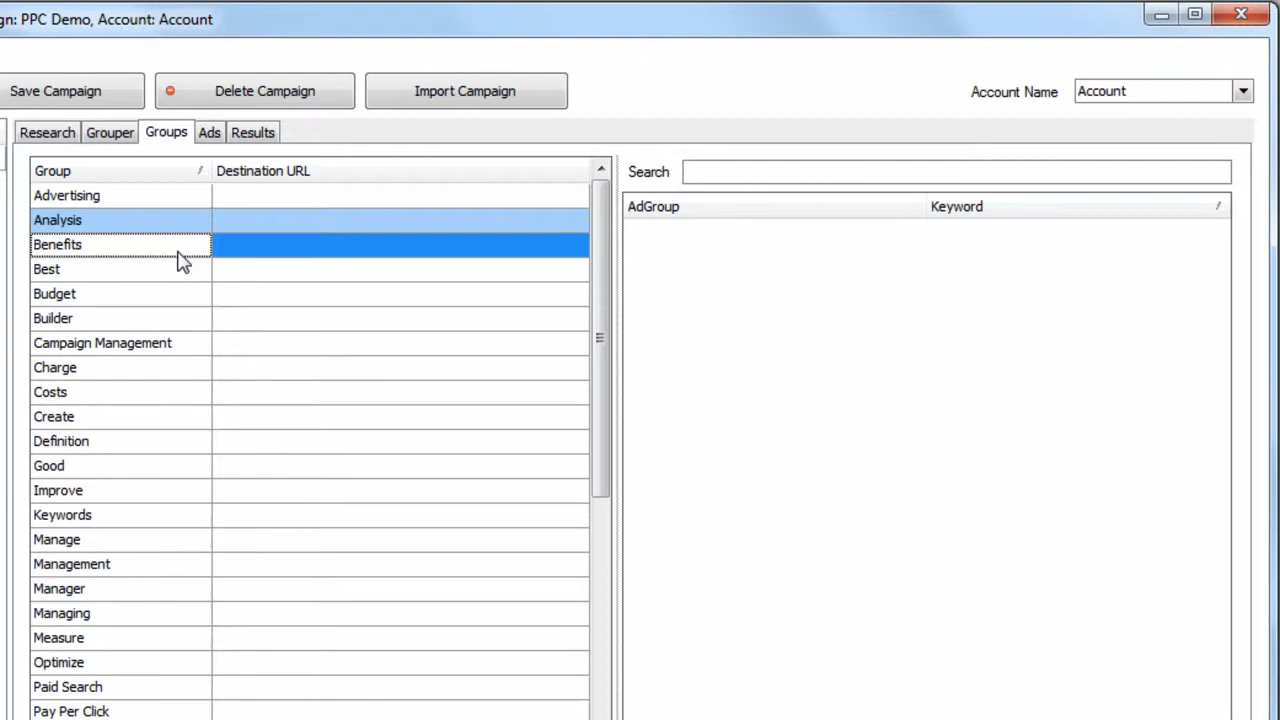 gn: PPC Demo, Account: Account
Save Campaign Delete Campaign Import Campaign Account Name Account
Research Grouper Groups Ads Results
Group Destination URL
Search
AdGroup Keyword
Advertising
Analysis
Benefits
Best
Budget
Builder
Campaign Management
Charge
Costs
Create
Definition
Good
Improve
Keywords
Manage
Management
Manager
Managing
Measure
Optimize
Paid Search
Pay Per Click